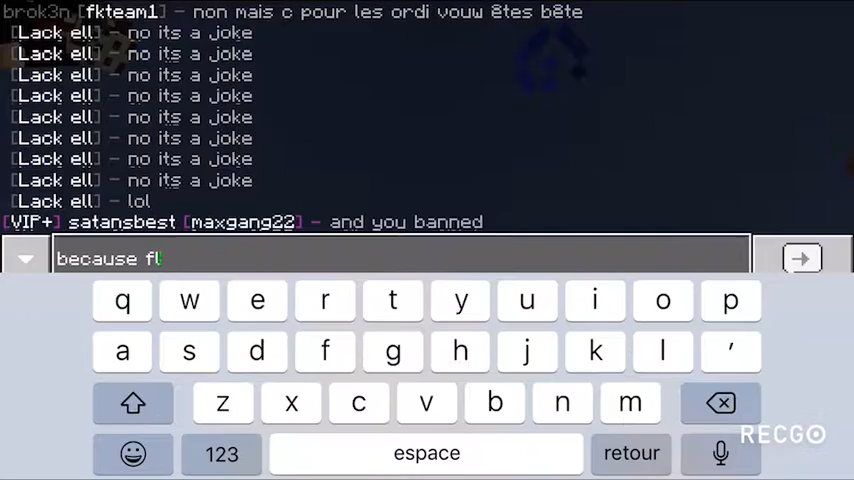 brok3n [fkteam1] - non mais c pour les ordi vouw êtes bête
[Lack ell] - no its a joke
[Lack ell] - no its a joke
[Lack ell] - no its a joke
[Lack ell] - no its a joke
[Lack ell] - no its a joke
[Lack ell] - no its a joke
[Lack ell] - no its a joke
[Lack ell] - no its a joke
[Lack ell] - lol
[VIP+] satansbest [maxgang22] - and you banned
because fl
q w e r t y u i o p
a s d f g h j k l '
z x c v b n m
123 espace retour
RECGO